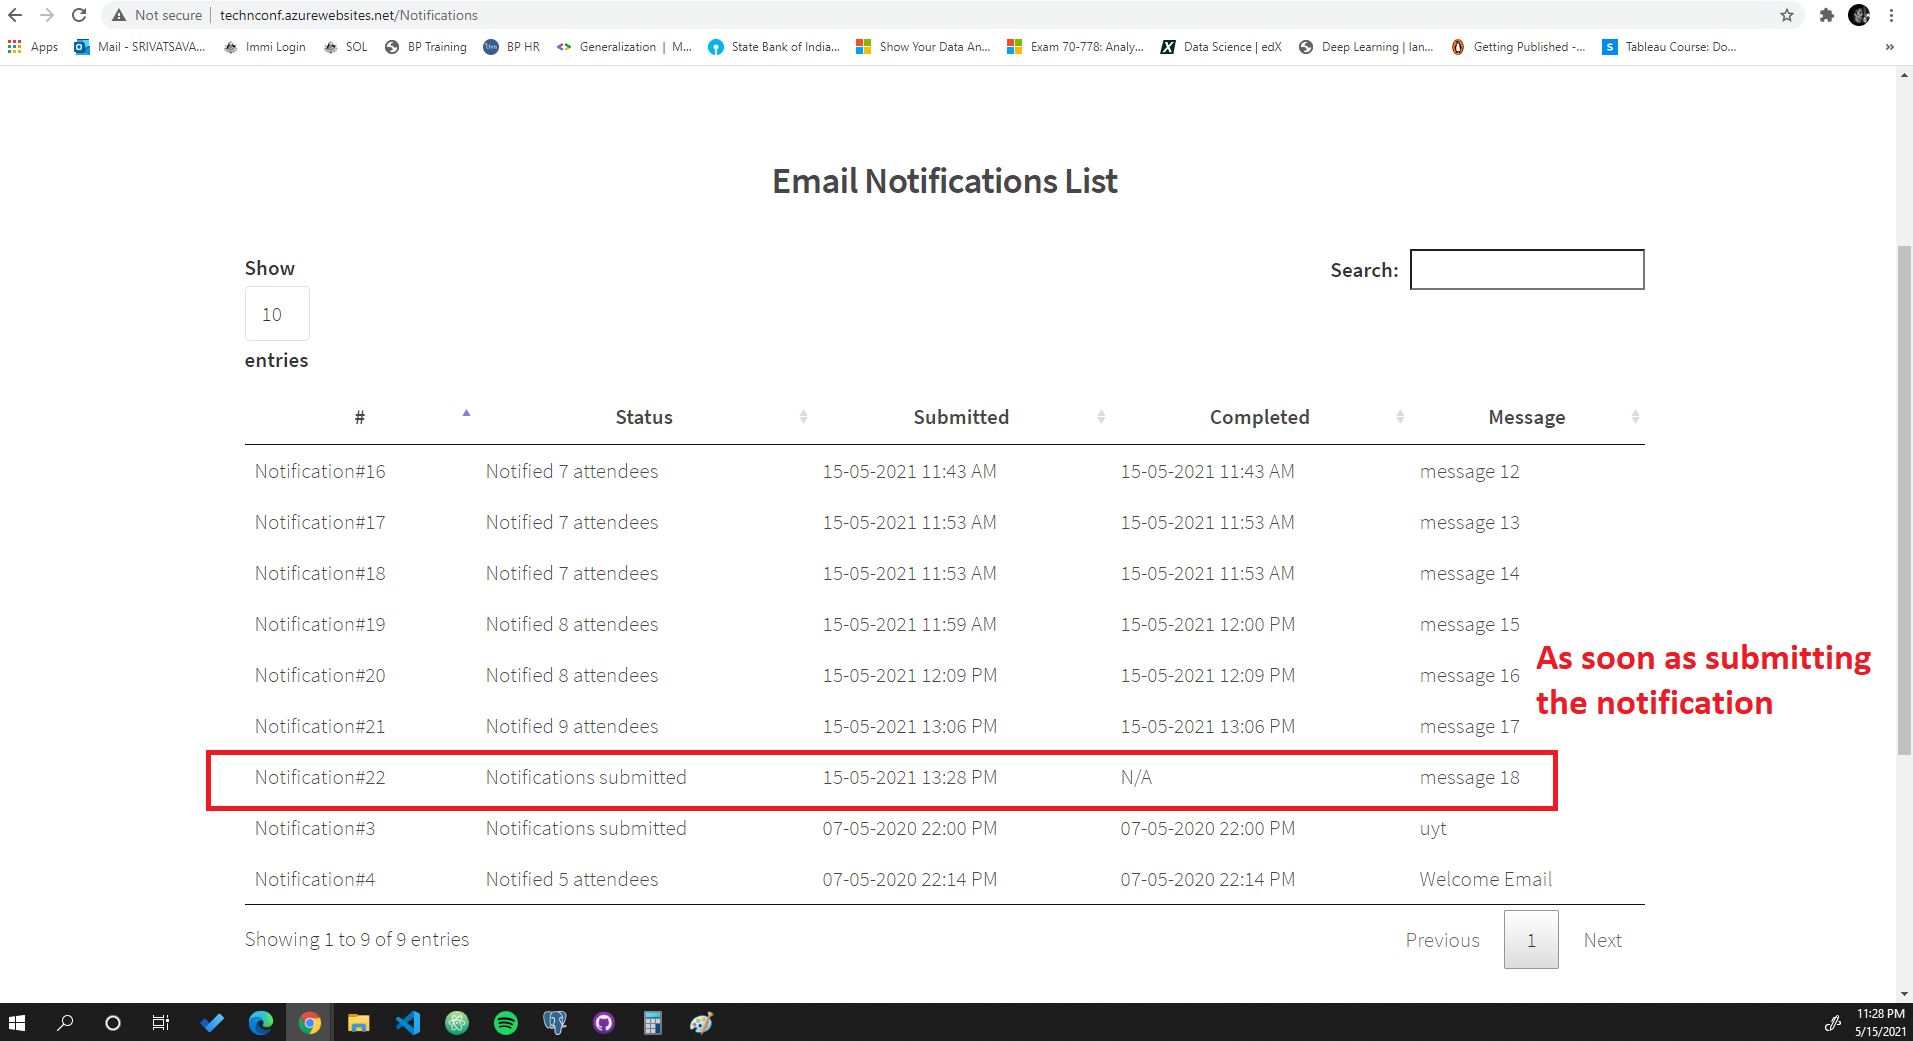 Not secure | technconf.azurewebsites.net/Notifications
Apps Mail - SRIVATSAVA... Immi Login SOL BP Training BP HR Generalization | M... State Bank of India... Show Your Data An... Exam 70-778: Analy... Data Science | edX Deep Learning | Ian... Getting Published -... Tableau Course: Do... »
Email Notifications List
Show
10
entries
Search:
# Status Submitted Completed Message
Notification#16 Notified 7 attendees 15-05-2021 11:43 AM 15-05-2021 11:43 AM message 12
Notification#17 Notified 7 attendees 15-05-2021 11:53 AM 15-05-2021 11:53 AM message 13
Notification#18 Notified 7 attendees 15-05-2021 11:53 AM 15-05-2021 11:53 AM message 14
Notification#19 Notified 8 attendees 15-05-2021 11:59 AM 15-05-2021 12:00 PM message 15
Notification#20 Notified 8 attendees 15-05-2021 12:09 PM 15-05-2021 12:09 PM message 16
Notification#21 Notified 9 attendees 15-05-2021 13:06 PM 15-05-2021 13:06 PM message 17
As soon as submitting
the notification
Notification#22 Notifications submitted 15-05-2021 13:28 PM N/A message 18
Notification#3 Notifications submitted 07-05-2020 22:00 PM 07-05-2020 22:00 PM uyt
Notification#4 Notified 5 attendees 07-05-2020 22:14 PM 07-05-2020 22:14 PM Welcome Email
Showing 1 to 9 of 9 entries
Previous 1 Next
11:28 PM
5/15/2021